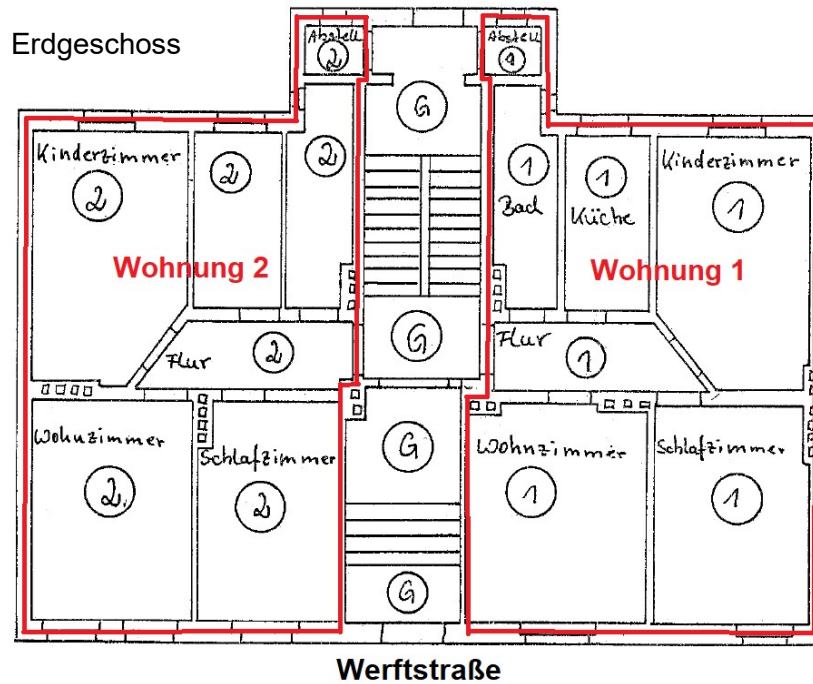 Erdgeschoss
Abstell
2
G
Abstell
1
Kinderzimmer
2
2
2
1
Bad
1
Küche
Kinderzimmer
1
Wohnung 2
Wohnung 1
Flur
2
G
Flur
1
Wohnzimmer
2.
Schlafzimmer
2
G
Wohnzimmer
1
Schlafzimmer
1
G
Werftstraße